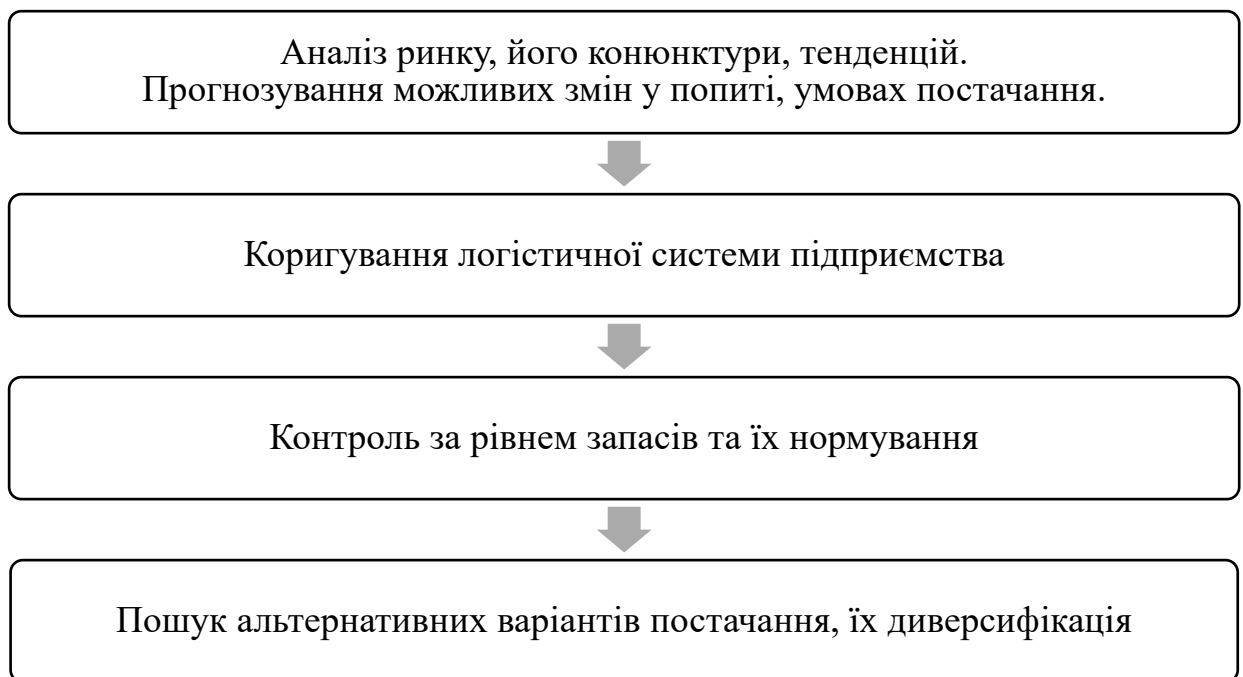 Аналіз ринку, його конюнктури, тенденцій.
Прогнозування можливих змін у попиті, умовах постачання.
Коригування логістичної системи підприємства
Контроль за рівнем запасів та їх нормування
Пошук альтернативних варіантів постачання, їх диверсифікація